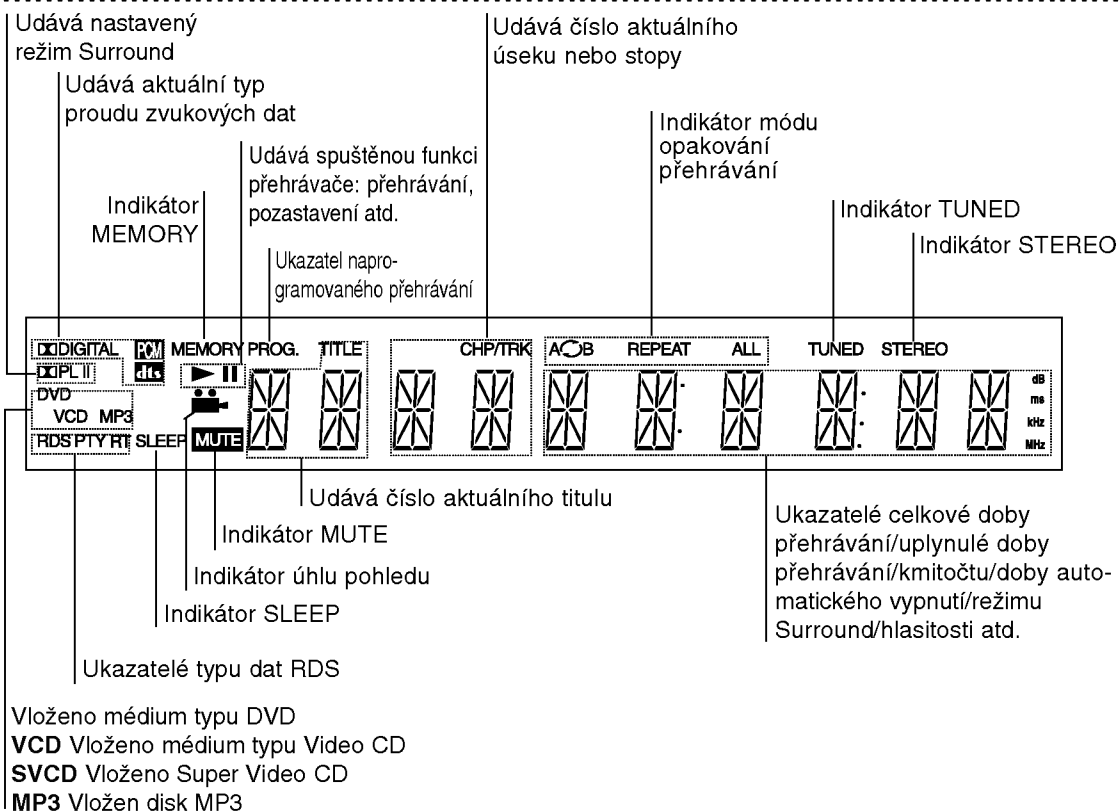 Udává nastavený
režim Surround
Udává aktuální typ
proudu zvukových dat
Udává číslo aktuálního
úseku nebo stopy
Indikátor módu
opakování
přehrávání
Udává spuštěnou funkci
přehrávače: přehrávání,
pozastavení atd.
Indikátor
MEMORY
Indikátor TUNED
Indikátor STEREO
Ukazatel napro-
gramovaného přehrávání
DIGITAL PCM MEMORY PROG. TITLE CHP/TRK A B REPEAT ALL TUNED STEREO
PL II dts
DVD
VCD MP3
RDS PTY RT SLEEP MUTE
dB
ms
kHz
MHz
Udává číslo aktuálního titulu
Indikátor MUTE
Indikátor úhlu pohledu
Indikátor SLEEP
Ukazatelé typu dat RDS
Ukazatelé celkové doby
přehrávání/uplynulé doby
přehrávání/kmitočtu/doby auto-
matického vypnutí/režimu
Surround/hlasitosti atd.
Vloženo médium typu DVD
VCD Vloženo médium typu Video CD
SVCD Vloženo Super Video CD
MP3 Vložen disk MP3